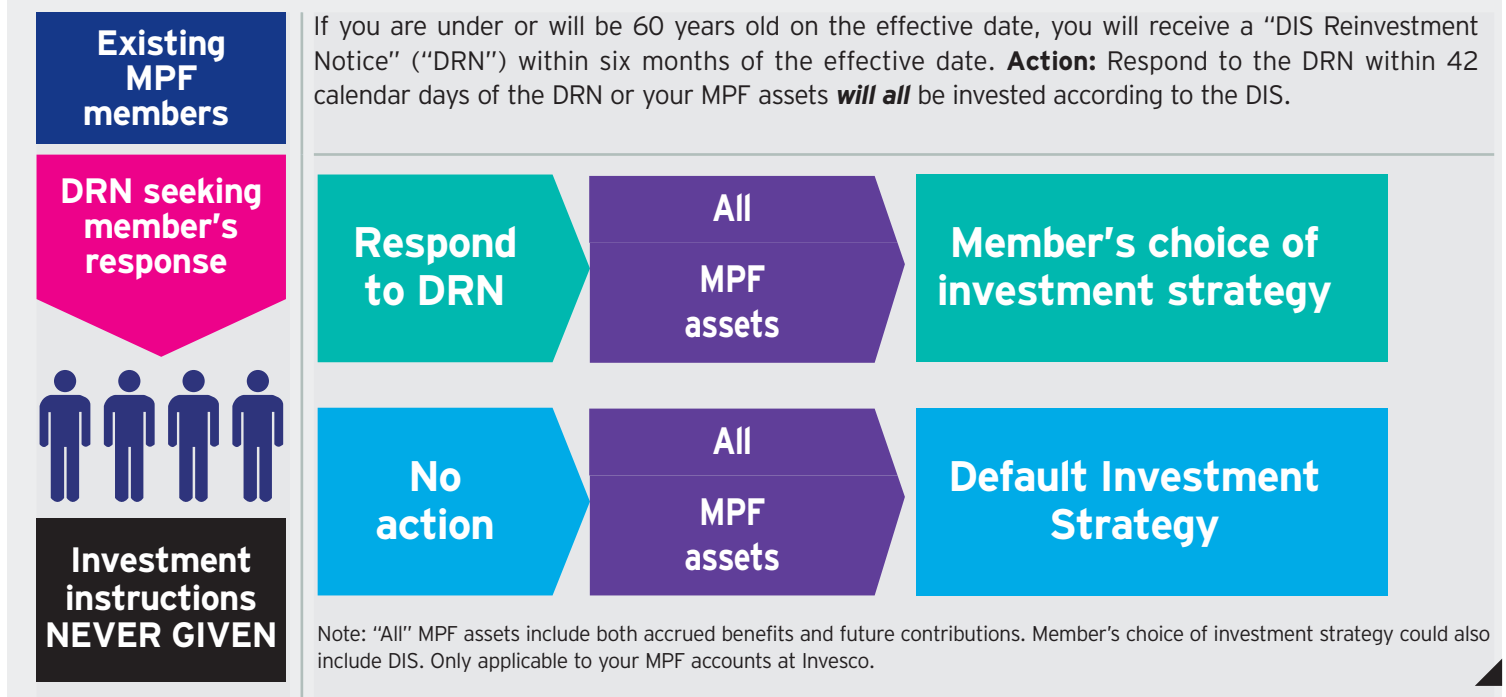 Existing
MPF
members
If you are under or will be 60 years old on the effective date, you will receive a “DIS Reinvestment
Notice” (“DRN”) within six months of the effective date. Action: Respond to the DRN within 42
calendar days of the DRN or your MPF assets will all be invested according to the DIS.
DRN seeking
member's
response
Respond
to DRN
All
MPF
assets
Member's choice of
investment strategy
No
action
All
MPF
assets
Default Investment
Strategy
Investment
instructions
NEVER GIVEN
Note: “All” MPF assets include both accrued benefits and future contributions. Member's choice of investment strategy could also
include DIS. Only applicable to your MPF accounts at Invesco.